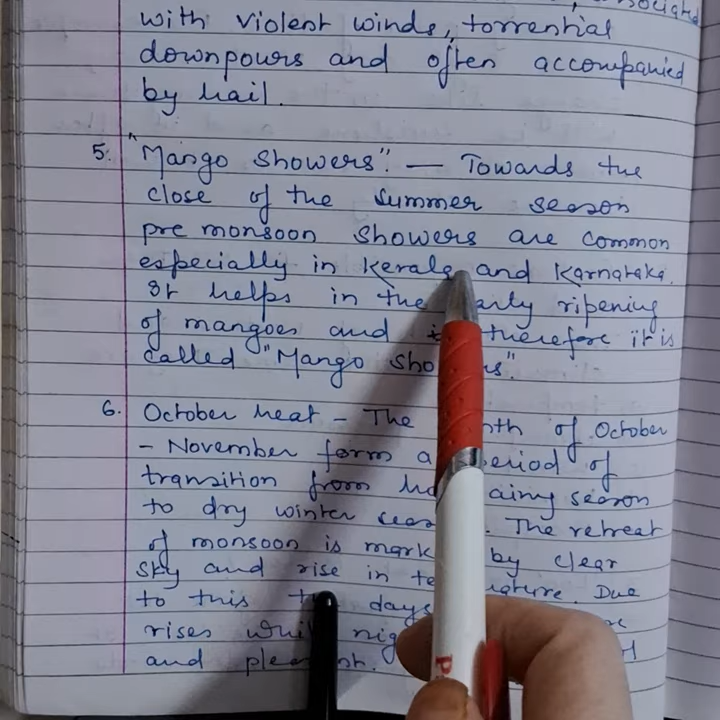 with violent winds, torrential
downpours and often accompanied
by hail.
5. "Mango Showers". — Towards the
close of the summer season
pre monsoon showers are common
especially in Kerala and Karnataka.
It helps in the early ripening
of mangoes and therefore it is
called "Mango
6. October heat - The of October
- November form a period of
transition from season
to dry winter The retreat
of monsoon is by clear
sky and rise in Due
to this days
rises
and